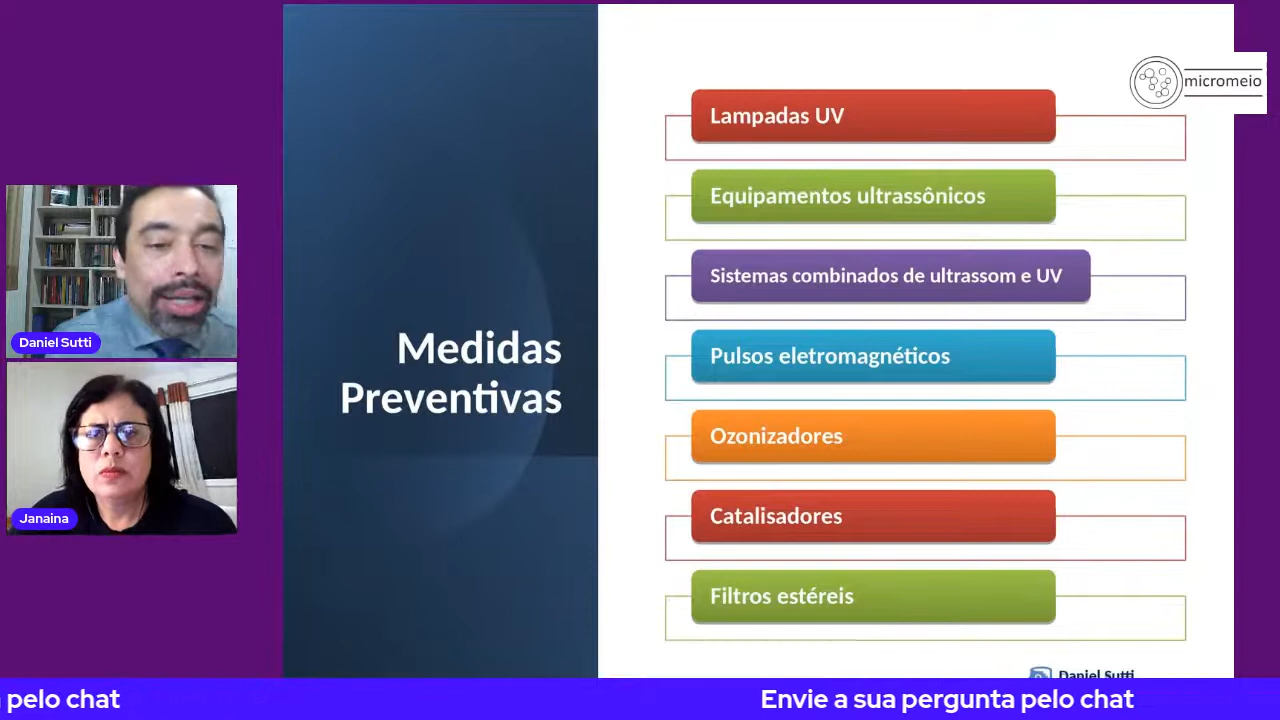 micromeio
Lampadas UV
Equipamentos ultrassônicos
Sistemas combinados de ultrassom e UV
Medidas
Preventivas
Pulsos eletromagnéticos
Ozonizadores
Catalisadores
Filtros estéreis
Daniel Sutti
Daniel Sutti
Janaina
pelo chat
Envie a sua pergunta pelo chat